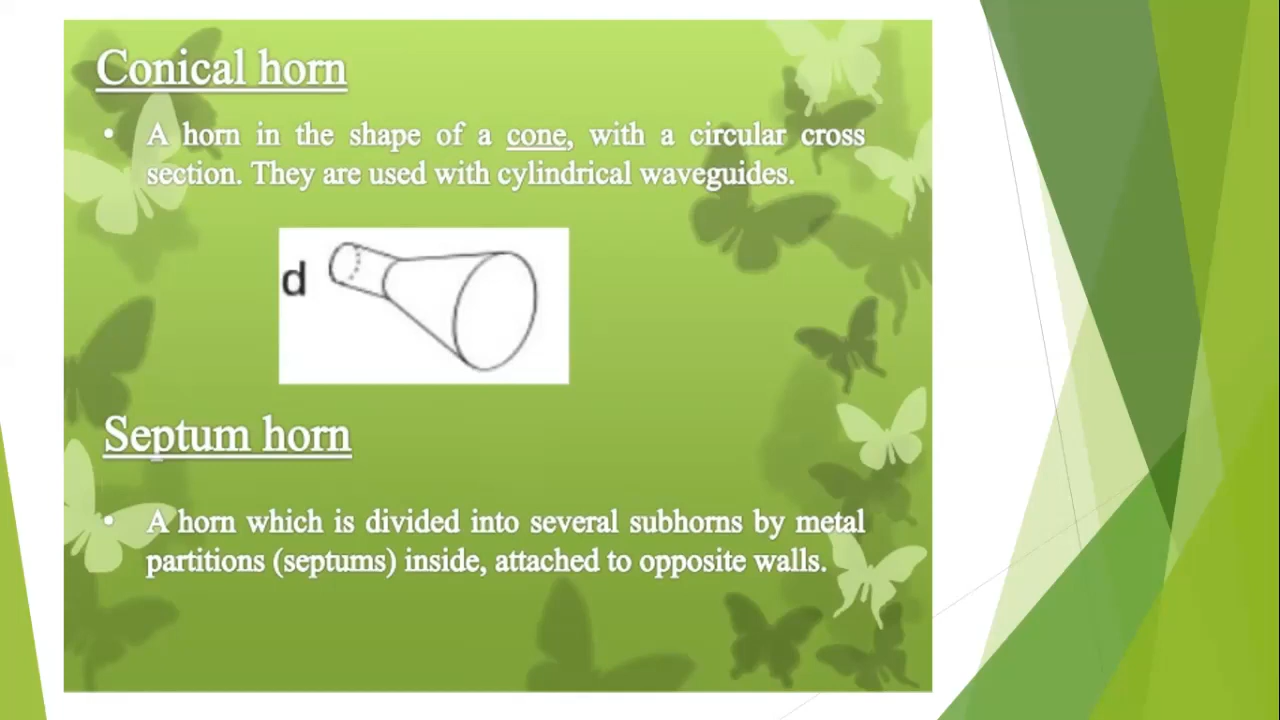 Conical horn
• A horn in the shape of a cone, with a circular cross
section. They are used with cylindrical waveguides.
d
Septum horn
• A horn which is divided into several subhorns by metal
partitions (septums) inside, attached to opposite walls.